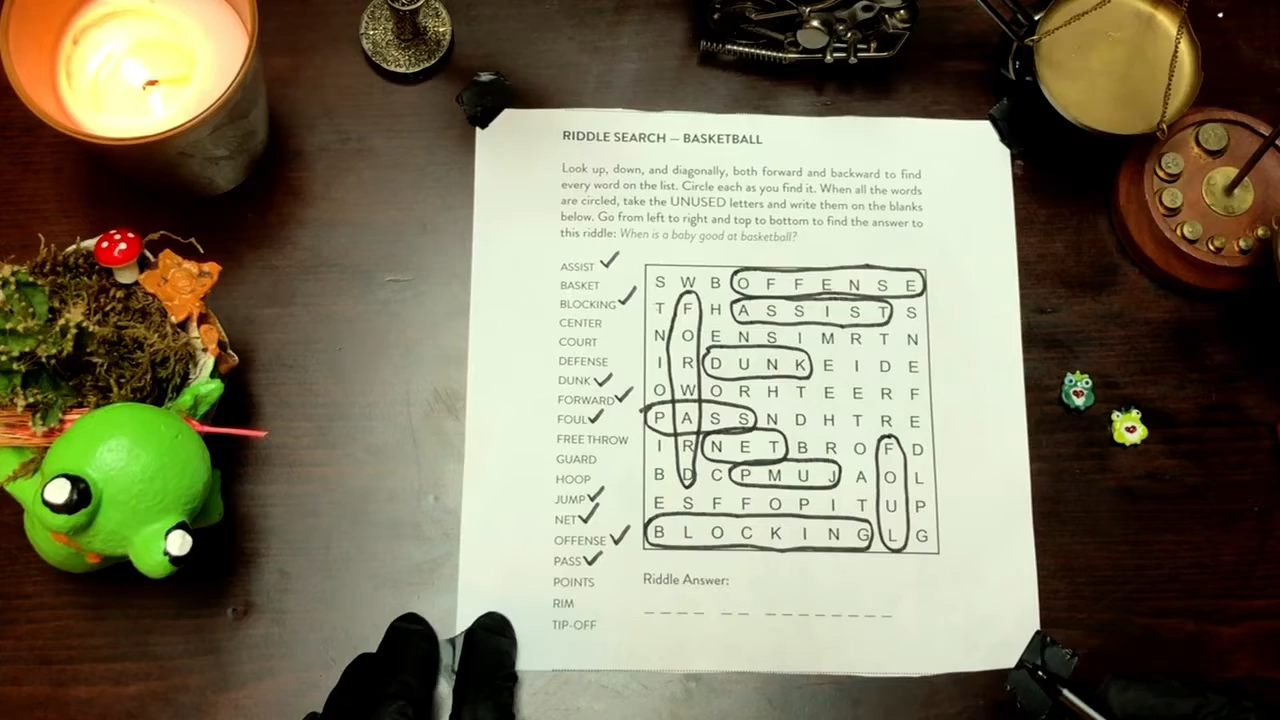 RIDDLE SEARCH — BASKETBALL
Look up, down, and diagonally, both forward and backward to find
every word on the list. Circle each as you find it. When all the words
are circled, take the UNUSED letters and write them on the blanks
below. Go from left to right and top to bottom to find the answer to
this riddle: When is a baby good at basketball?
ASSIST
BASKET
BLOCKING
CENTER
COURT
DEFENSE
DUNK
FORWARD
FOUL
FREE THROW
GUARD
HOOP
JUMP
NET
OFFENSE
PASS
POINTS
RIM
TIP-OFF
S W B O F F E N S E
T F H A S S I S T S
N O E N S I M R T N
I R D U N K E I D E
O W O R H T E E R F
P A S S N D H T R E
I R N E T B R O F D
B D C P M U J A O L
E S F F O P I T U P
B L O C K I N G L G
Riddle Answer: